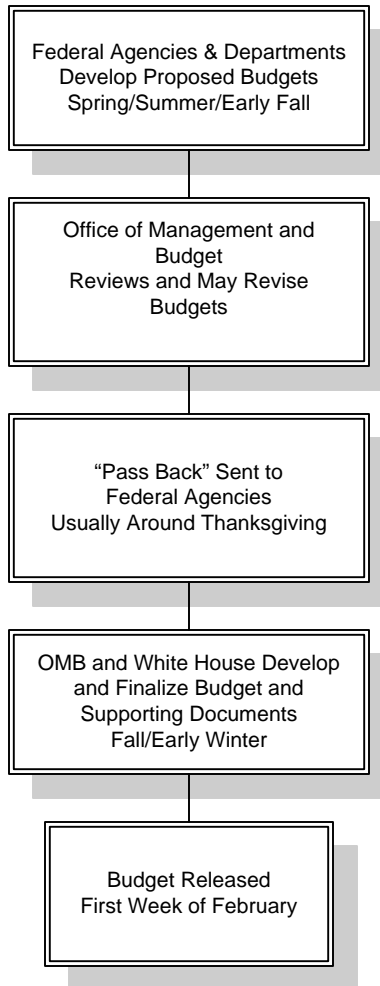 Federal Agencies & Departments
Develop Proposed Budgets
Spring/Summer/Early Fall
Office of Management and
Budget
Reviews and May Revise
Budgets
“Pass Back” Sent to
Federal Agencies
Usually Around Thanksgiving
OMB and White House Develop
and Finalize Budget and
Supporting Documents
Fall/Early Winter
Budget Released
First Week of February